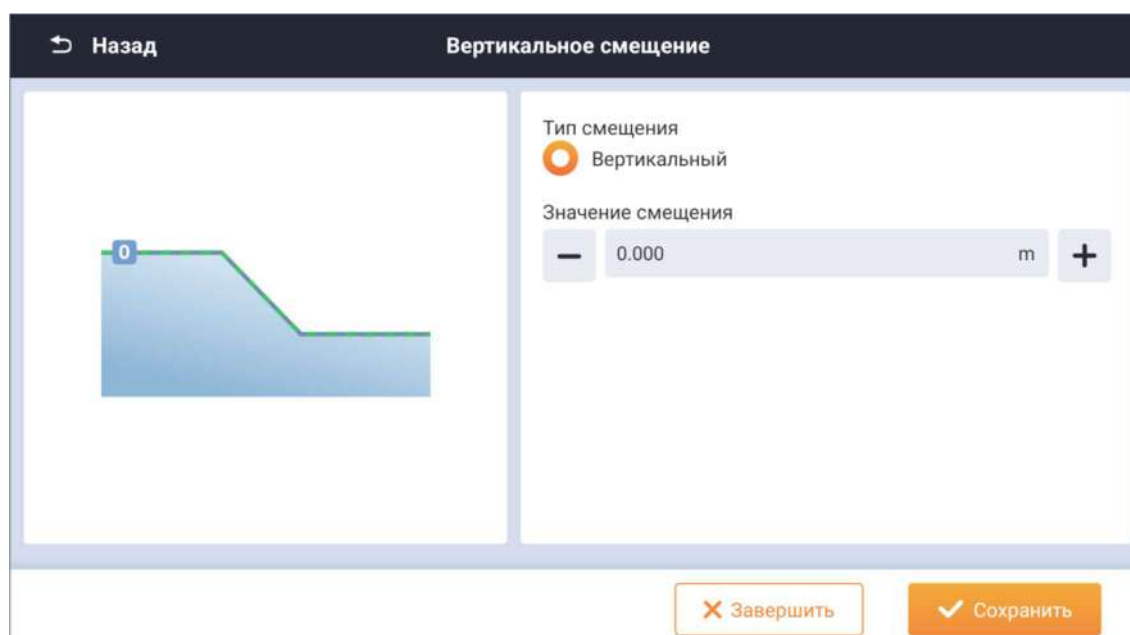 Назад
Вертикальное смещение
Тип смещения
Вертикальный
Значение смещения
0
0.000 m
Завершить
Сохранить